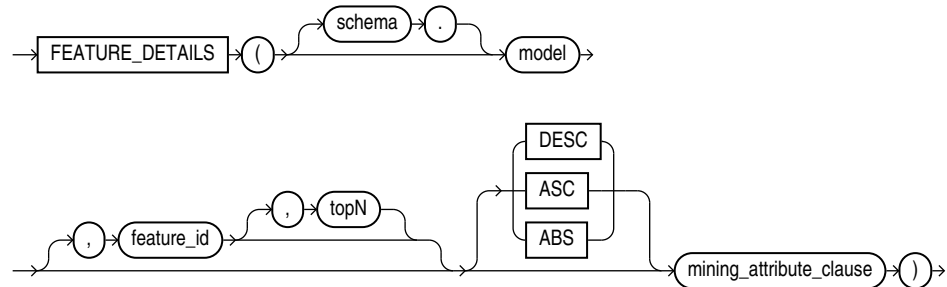 schema .
FEATURE_DETAILS ( model
DESC
, topN ASC
, feature_id ABS
mining_attribute_clause )